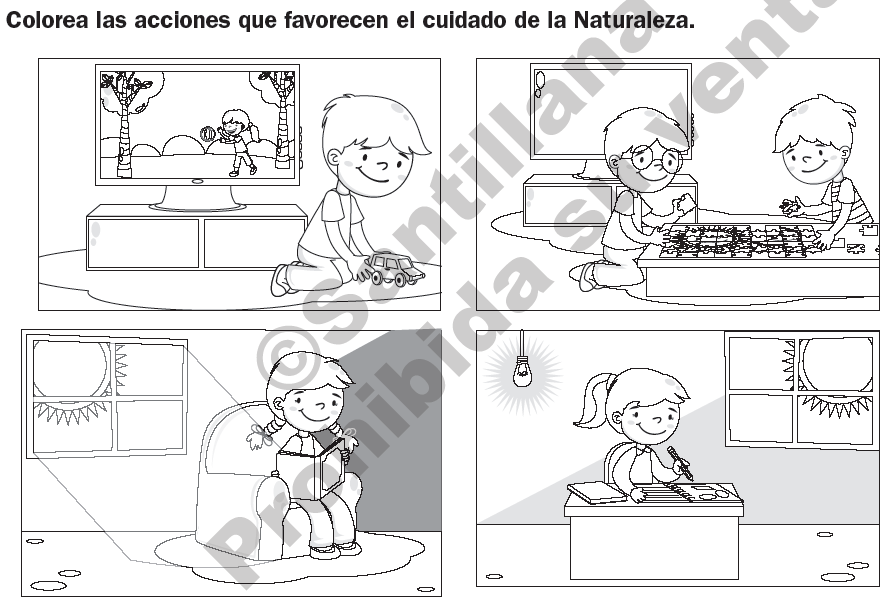 Colorea las acciones que favorecen el cuidado de la Naturaleza.
©Santillana
Prohibida su venta